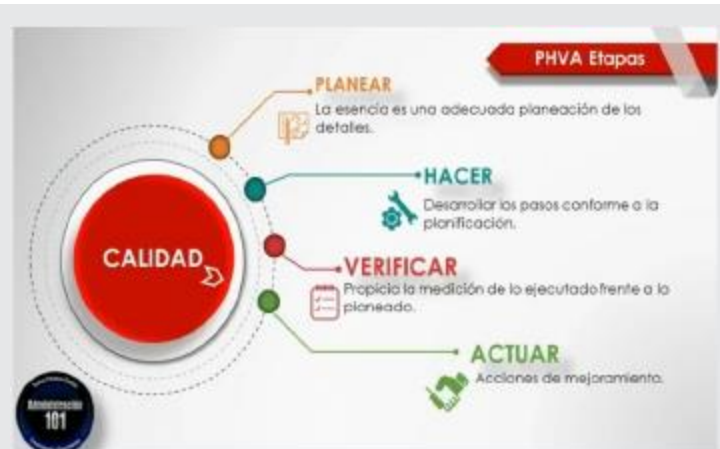 PHVA Etapas
PLANEAR
La esencia es una adecuada planeación de los
detalles.
HACER
Desarrollar los pasos conforme a la
planificación.
CALIDAD
VERIFICAR
Propicia la medición de lo ejecutado frente a lo
planeado.
ACTUAR
Acciones de mejoramiento.
Administración
101